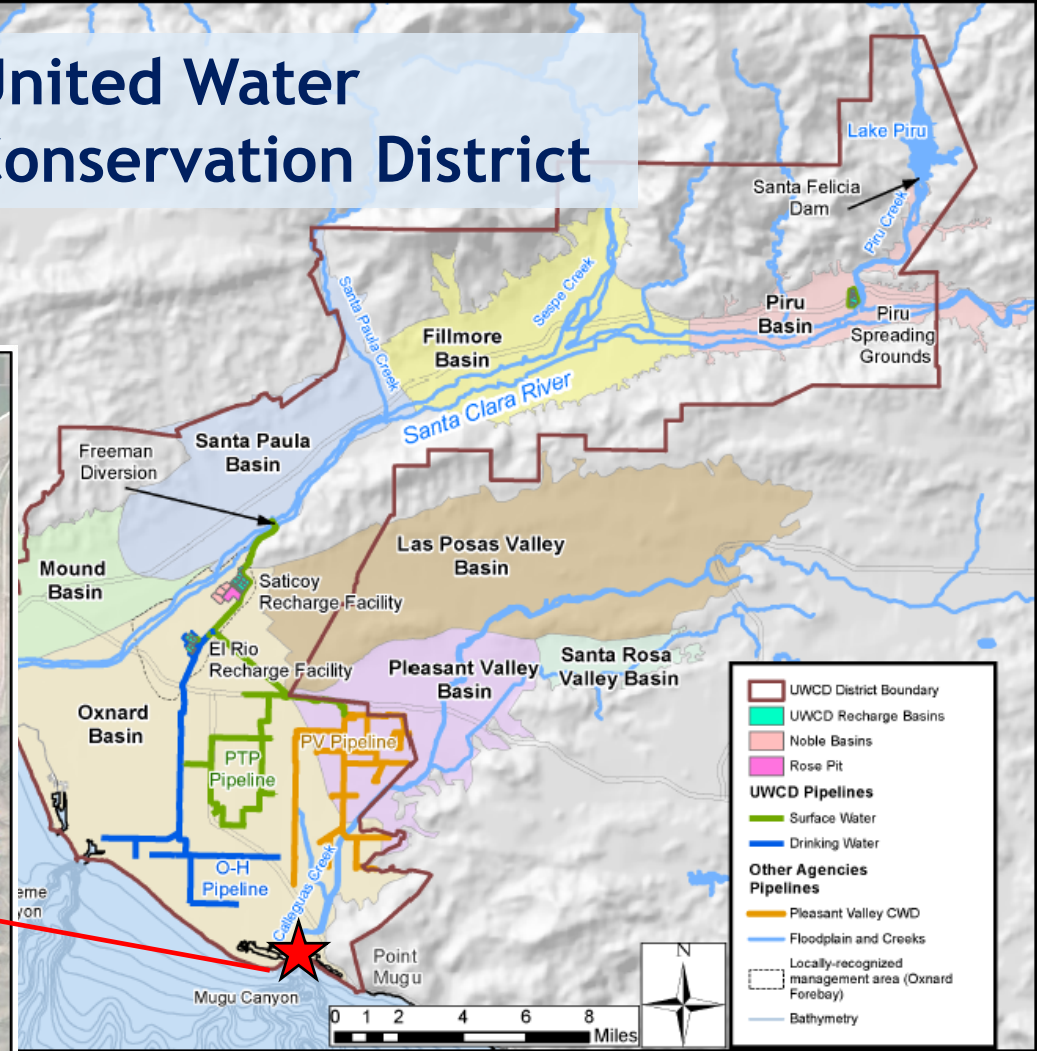 United Water
Conservation District
Lake Piru
Santa Felicia
Dam
Piru Creek
Santa Paula Creek
Sespe Creek
Piru
Basin
Piru
Spreading
Grounds
Fillmore
Basin
Santa Clara River
Santa Paula
Basin
Freeman
Diversion
Las Posas Valley
Basin
Mound
Basin
Saticoy
Recharge Facility
El Rio
Recharge Facility
Pleasant Valley
Basin
Santa Rosa
Valley Basin
Oxnard
Basin
PV Pipeline
PTP
Pipeline
O-H
Pipeline
Calleguas Creek
eme
yon
Point
Mugu
Mugu Canyon
N
0 1 2 4 6 8
Miles
UWCD District Boundary
UWCD Recharge Basins
Noble Basins
Rose Pit
UWCD Pipelines
Surface Water
Drinking Water
Other Agencies
Pipelines
Pleasant Valley CWD
Floodplain and Creeks
Locally-recognized
management area (Oxnard
Forebay)
Bathymetry